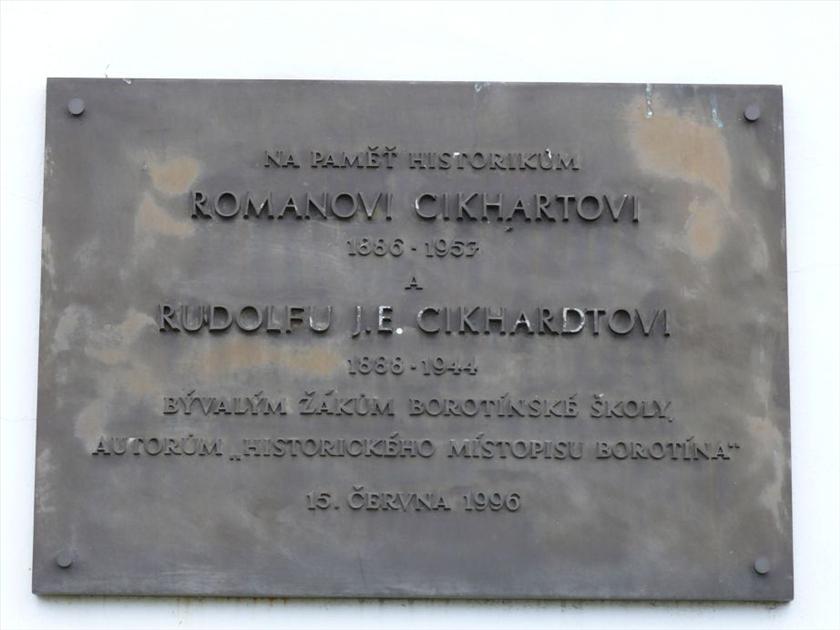 NA PAMĚŤ HISTORIKŮM
ROMANOVI CIKHARTOVI
1886 - 1957
A
RUDOLFU J.E. CIKHARDTOVI
1888 - 1944
BÝVALÝM ŽÁKŮM BOROTÍNSKÉ ŠKOLY,
AUTORŮM „HISTORICKÉHO MÍSTOPISU BOROTÍNA“
15. ČERVNA 1996